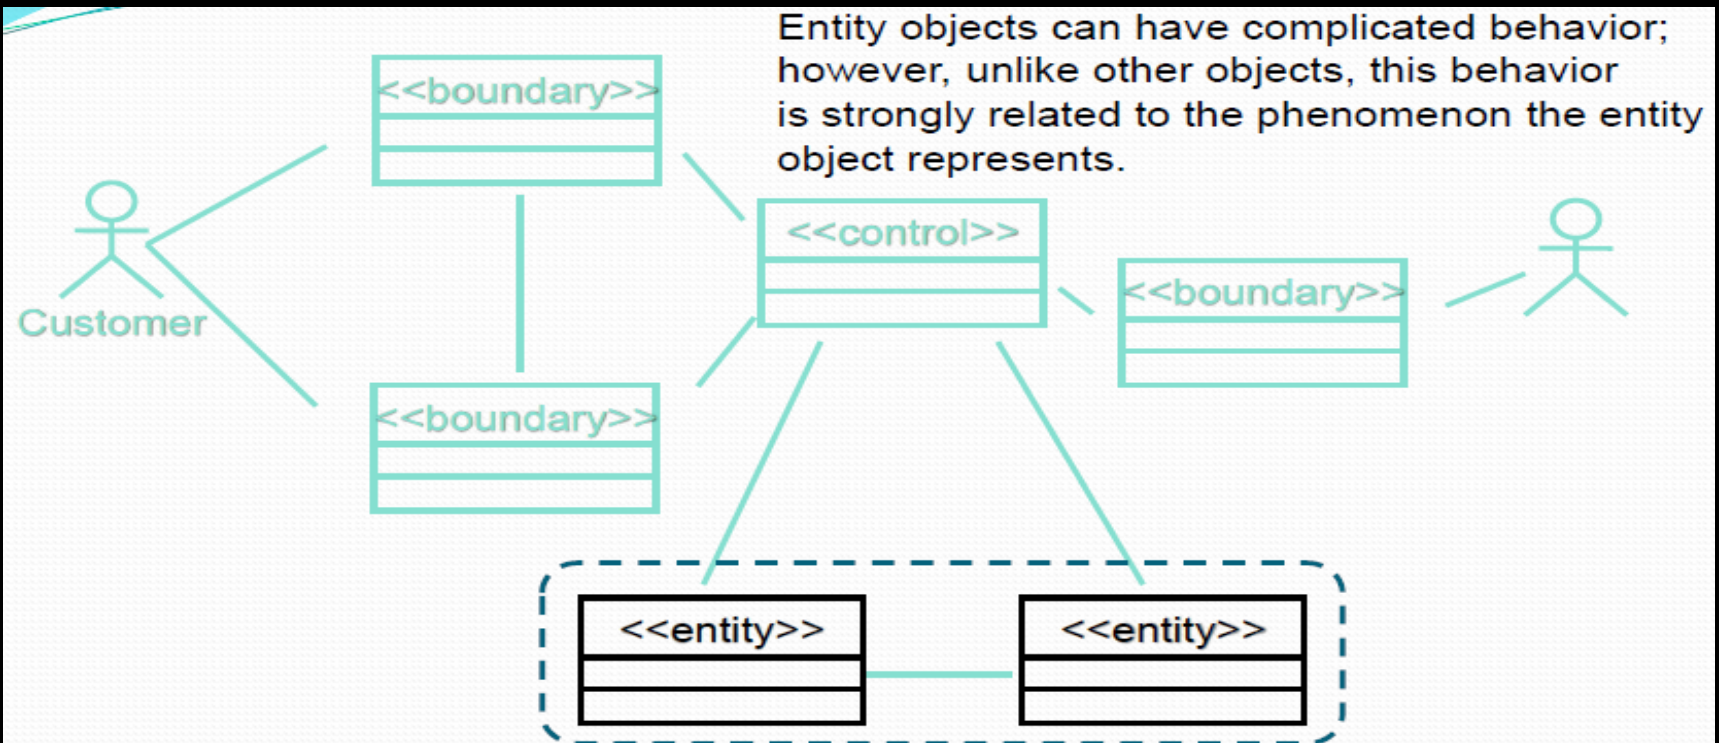 Entity objects can have complicated behavior;
however, unlike other objects, this behavior
is strongly related to the phenomenon the entity
object represents.
<<boundary>>
<<control>>
<<boundary>>
Customer
<<boundary>>
<<entity>>
<<entity>>